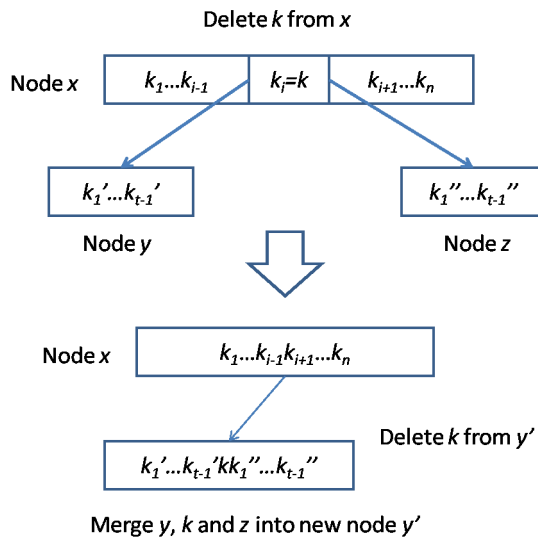 Delete k from x
Node x k₁...kᵢ₋₁ kᵢ=k kᵢ₊₁...kₙ
k₁'...kₜ₋₁' k₁''...kₜ₋₁''
Node y Node z
Node x k₁...kᵢ₋₁kᵢ₊₁...kₙ
Delete k from y'
k₁'...kₜ₋₁'kk₁''...kₜ₋₁''
Merge y, k and z into new node y'